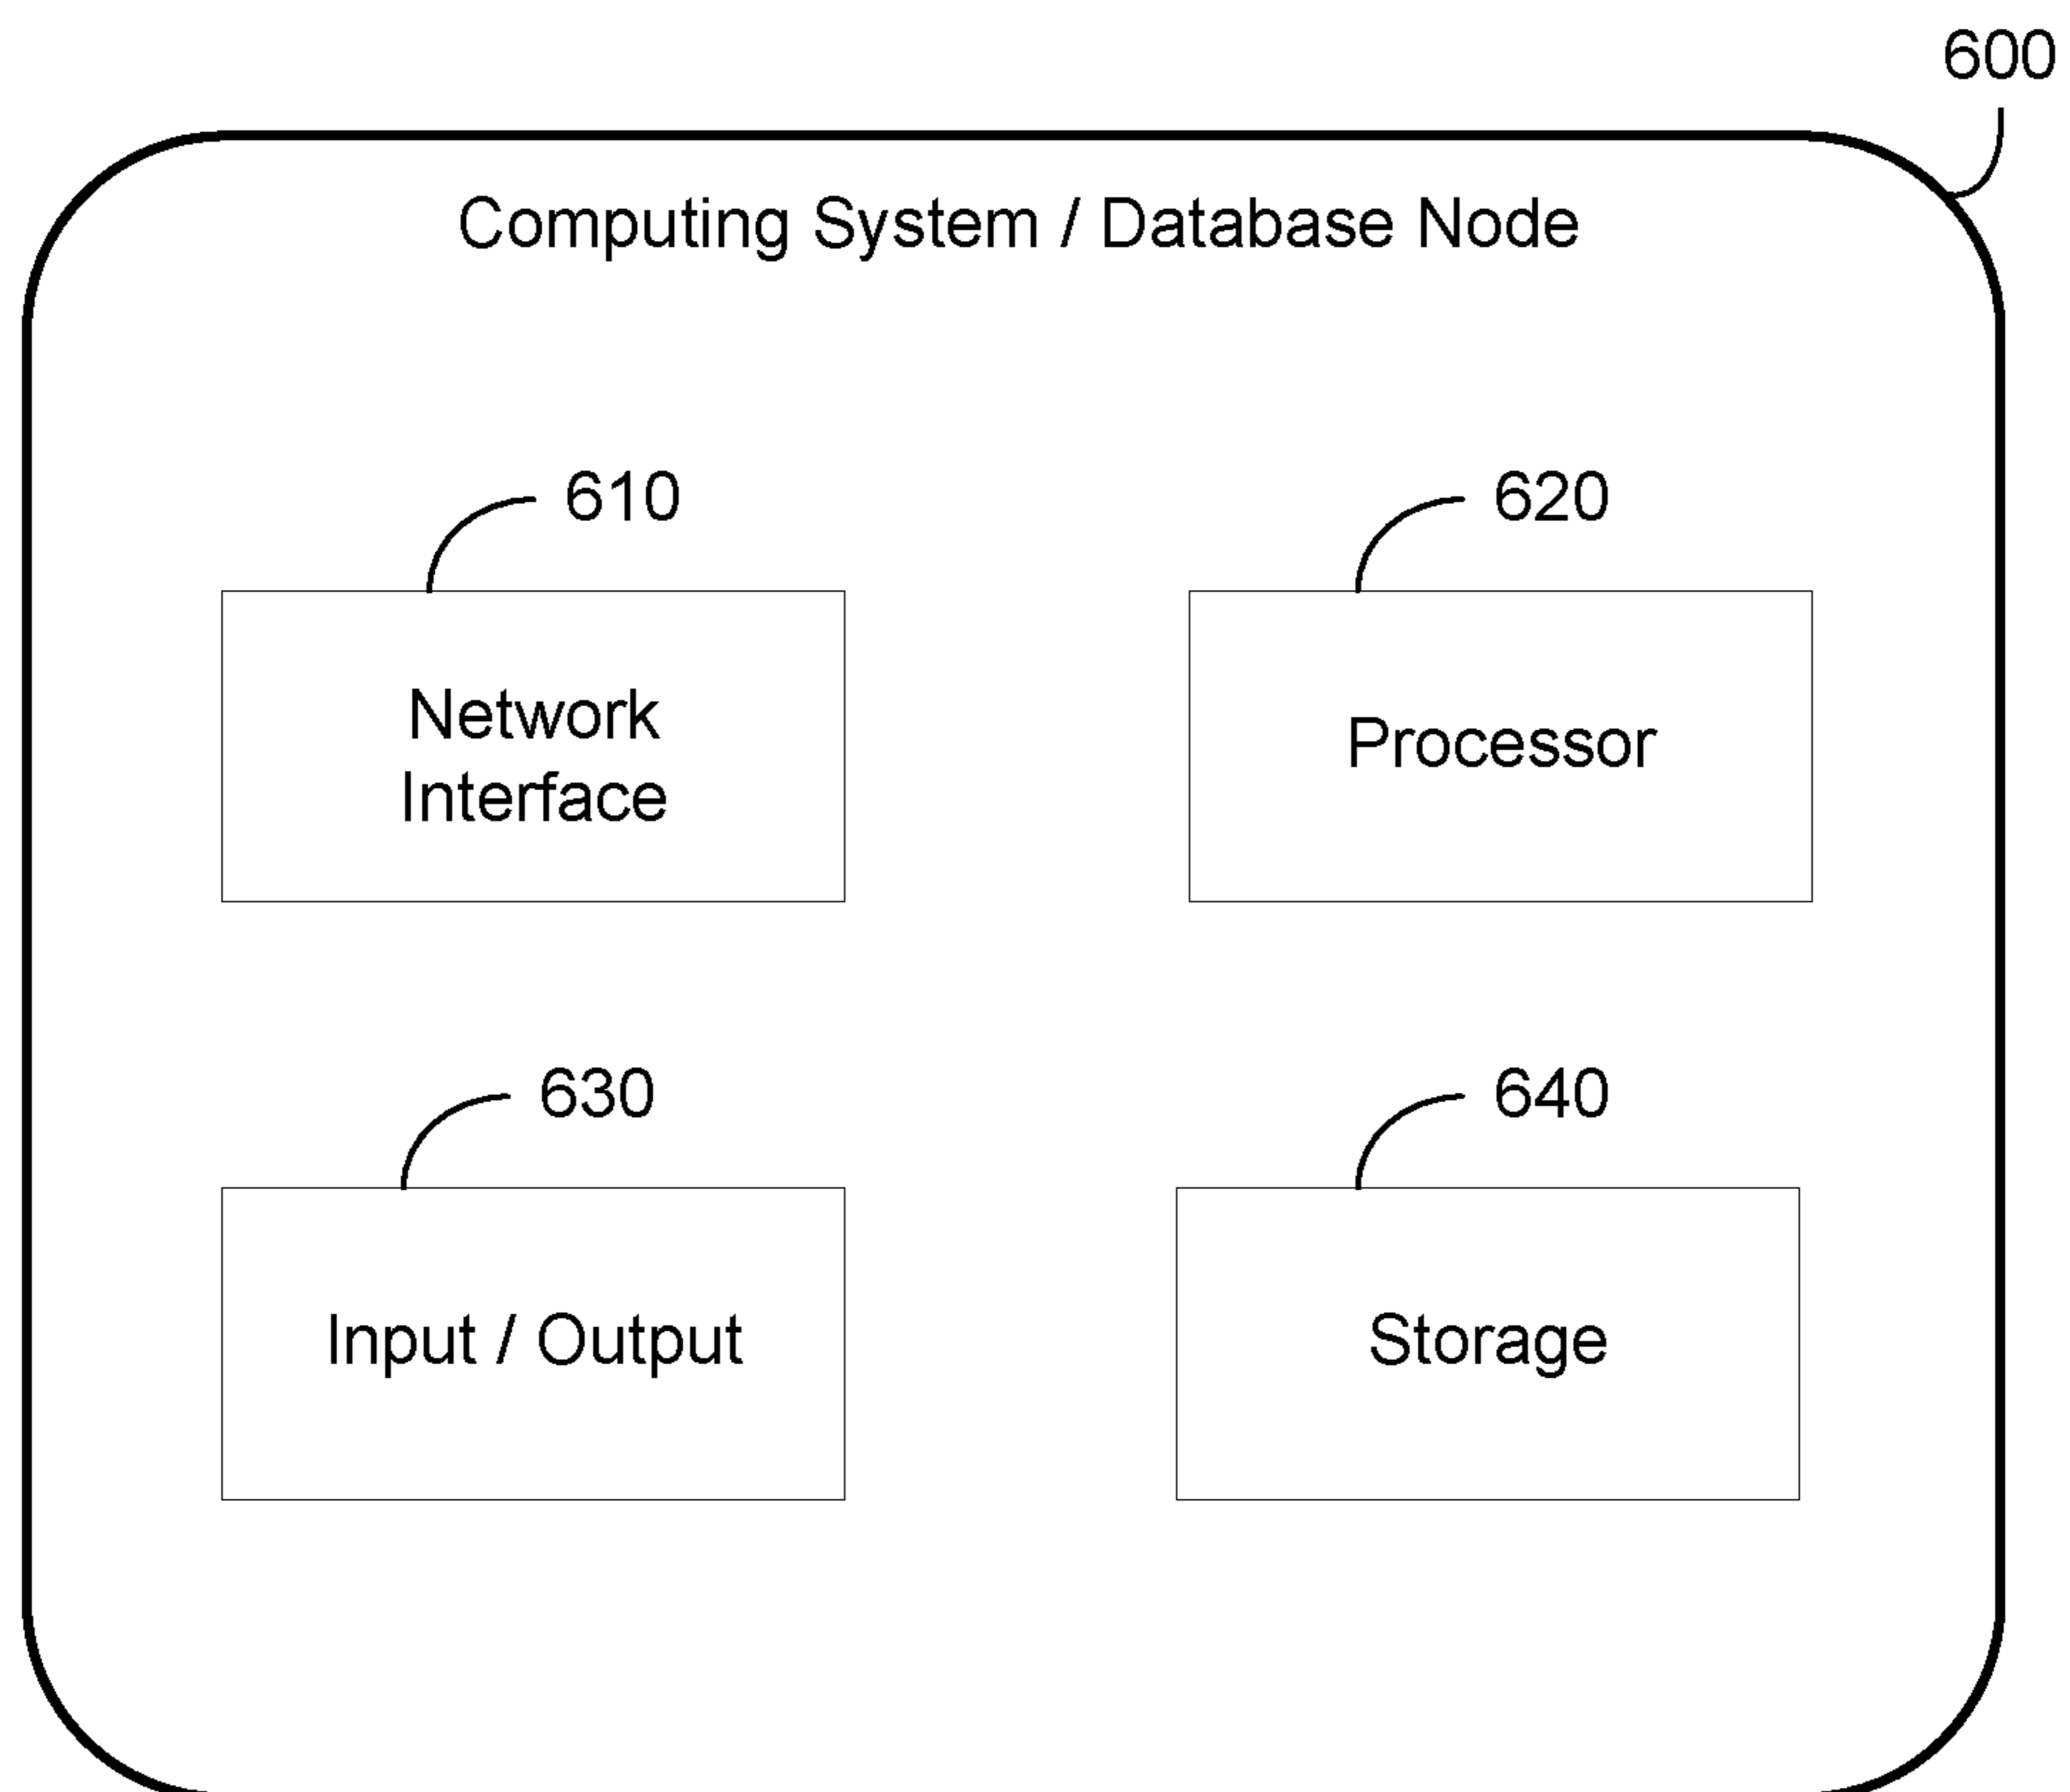 600
Computing System / Database Node
610
620
Network
Interface
Processor
630
640
Input / Output
Storage